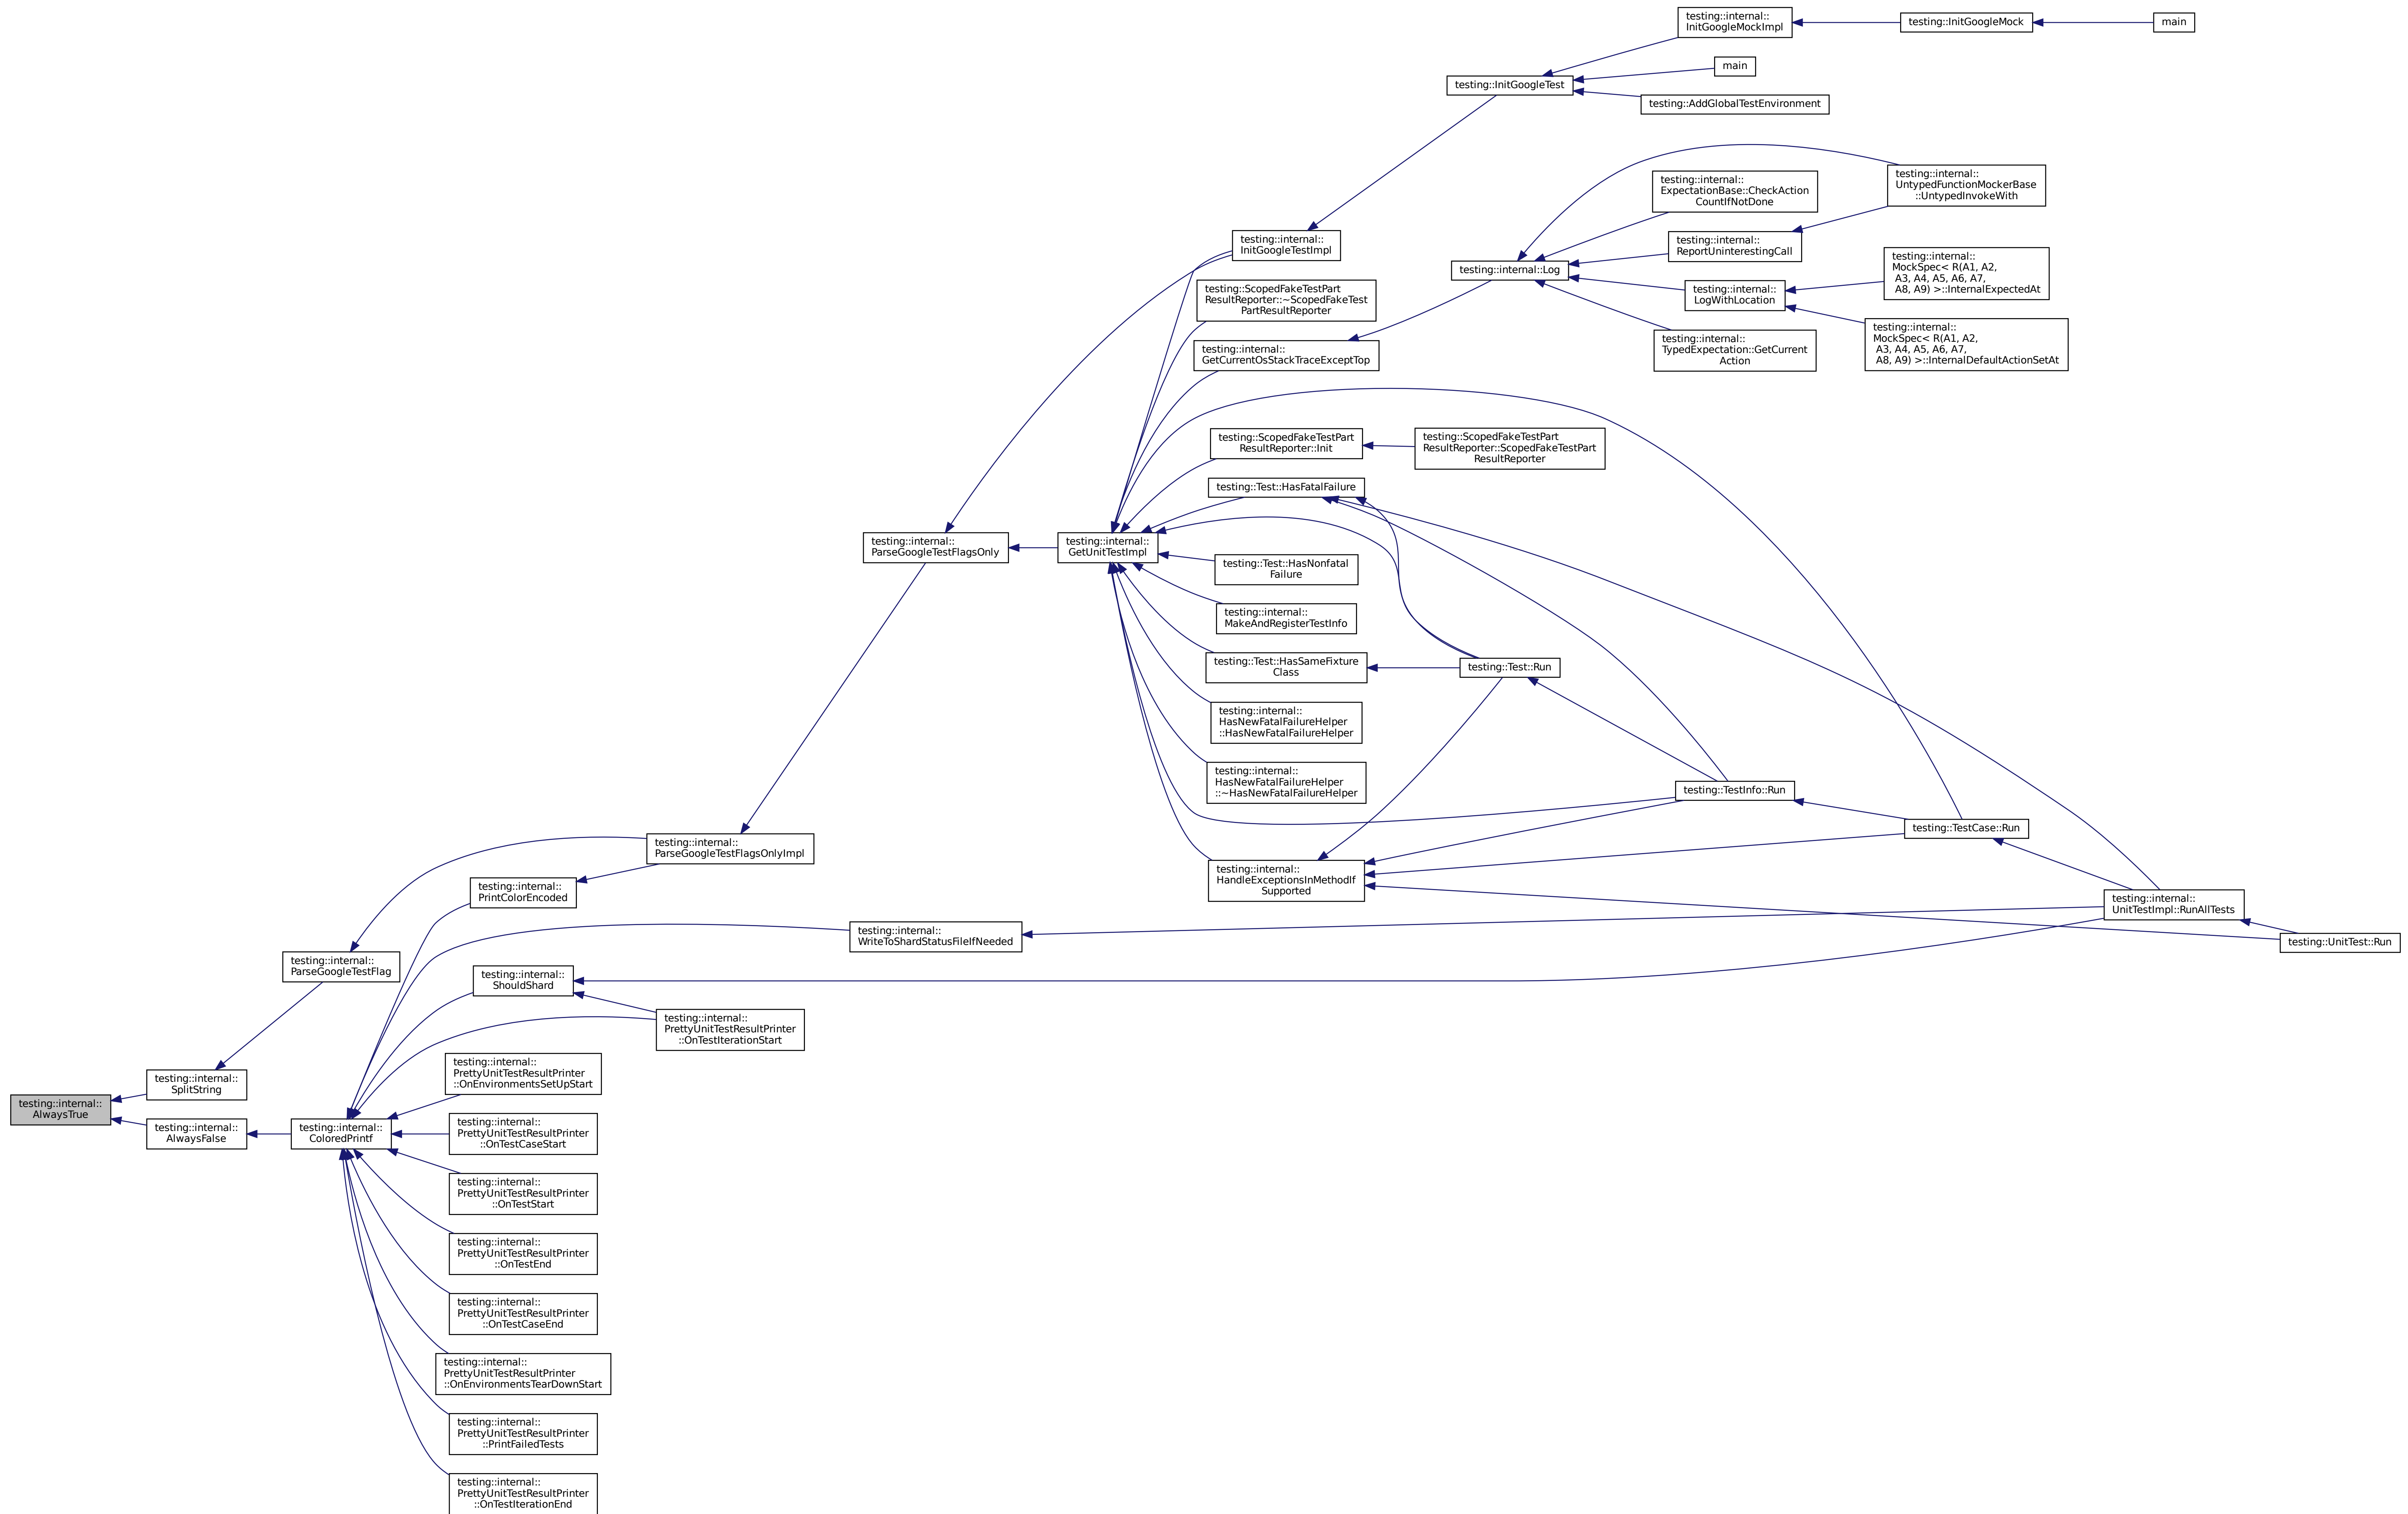 testing::internal::
InitGoogleMockImpl
testing::InitGoogleMock
main
main
testing::InitGoogleTest
testing::AddGlobalTestEnvironment
testing::internal::
UntypedFunctionMockerBase
::UntypedInvokeWith
testing::internal::
ExpectationBase::CheckAction
CountIfNotDone
testing::internal::
InitGoogleTestImpl
testing::internal::
ReportUninterestingCall
testing::internal::Log
testing::internal::
MockSpec< R(A1, A2,
A3, A4, A5, A6, A7,
A8, A9) >::InternalExpectedAt
testing::ScopedFakeTestPart
ResultReporter::~ScopedFakeTest
PartResultReporter
testing::internal::
LogWithLocation
testing::internal::
MockSpec< R(A1, A2,
A3, A4, A5, A6, A7,
A8, A9) >::InternalDefaultActionSetAt
testing::internal::
GetCurrentOsStackTraceExceptTop
testing::internal::
TypedExpectation::GetCurrent
Action
testing::ScopedFakeTestPart
ResultReporter::Init
testing::ScopedFakeTestPart
ResultReporter::ScopedFakeTestPart
ResultReporter
testing::Test::HasFatalFailure
testing::internal::
ParseGoogleTestFlagsOnly
testing::internal::
GetUnitTestImpl
testing::Test::HasNonfatal
Failure
testing::internal::
MakeAndRegisterTestInfo
testing::Test::HasSameFixture
Class
testing::Test::Run
testing::internal::
HasNewFatalFailureHelper
::HasNewFatalFailureHelper
testing::internal::
HasNewFatalFailureHelper
::~HasNewFatalFailureHelper
testing::TestInfo::Run
testing::TestCase::Run
testing::internal::
ParseGoogleTestFlagsOnlyImpl
testing::internal::
HandleExceptionsInMethodIf
Supported
testing::internal::
PrintColorEncoded
testing::internal::
UnitTestImpl::RunAllTests
testing::internal::
WriteToShardStatusFileIfNeeded
testing::UnitTest::Run
testing::internal::
ParseGoogleTestFlag
testing::internal::
ShouldShard
testing::internal::
PrettyUnitTestResultPrinter
::OnTestIterationStart
testing::internal::
PrettyUnitTestResultPrinter
::OnEnvironmentsSetUpStart
testing::internal::
SplitString
testing::internal::
AlwaysTrue
testing::internal::
AlwaysFalse
testing::internal::
ColoredPrintf
testing::internal::
PrettyUnitTestResultPrinter
::OnTestCaseStart
testing::internal::
PrettyUnitTestResultPrinter
::OnTestStart
testing::internal::
PrettyUnitTestResultPrinter
::OnTestEnd
testing::internal::
PrettyUnitTestResultPrinter
::OnTestCaseEnd
testing::internal::
PrettyUnitTestResultPrinter
::OnEnvironmentsTearDownStart
testing::internal::
PrettyUnitTestResultPrinter
::PrintFailedTests
testing::internal::
PrettyUnitTestResultPrinter
::OnTestIterationEnd